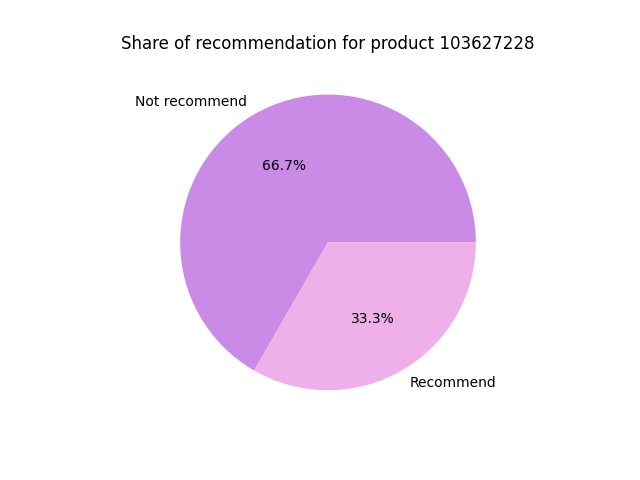 Share of recommendation for product 103627228
Not recommend
66.7%
33.3%
Recommend